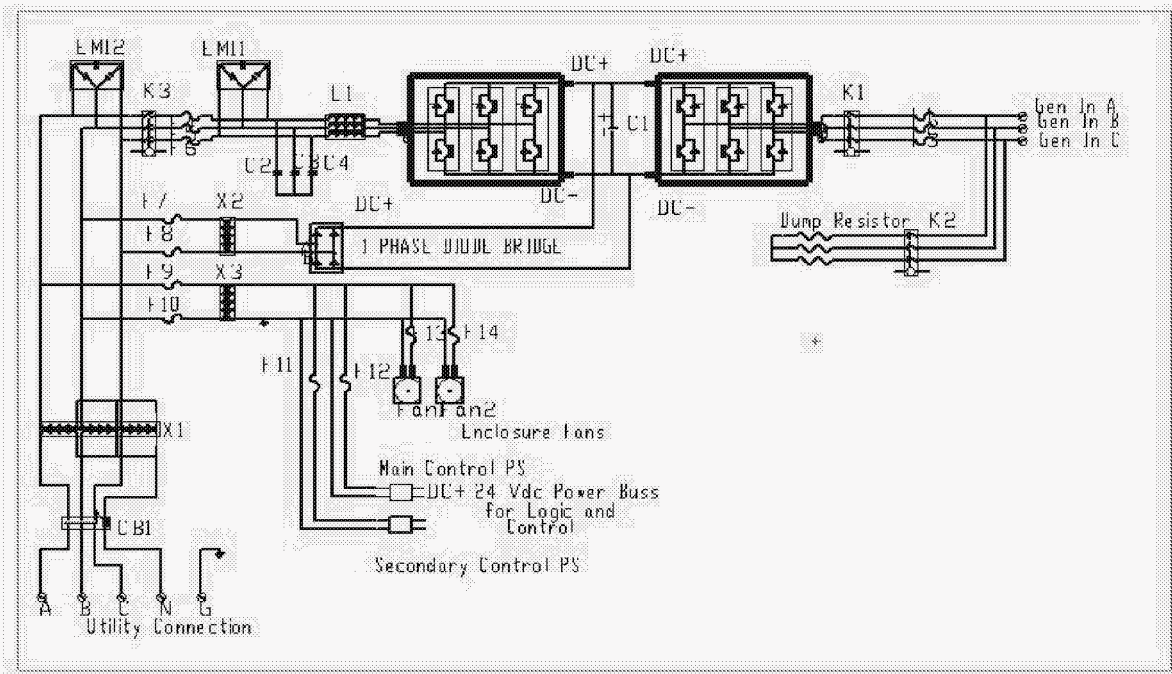 EMI2
EMI1
DC+
DC+
K3
L1
K1
Gen In A
Gen In B
Gen In C
C1
F6
C2
C3
C4
DC-
DC-
F7
X2
DC+
Dump Resistor
K2
F8
1 PHASE DIODE BRIDGE
F9
X3
F10
F13
F14
F11
F12
Fan
Fan2
Enclosure Fans
X1
Main Control PS
DC+ 24 Vdc Power Buss
for Logic and
Control
CB1
Secondary Control PS
A
B
C
N
G
Utility Connection